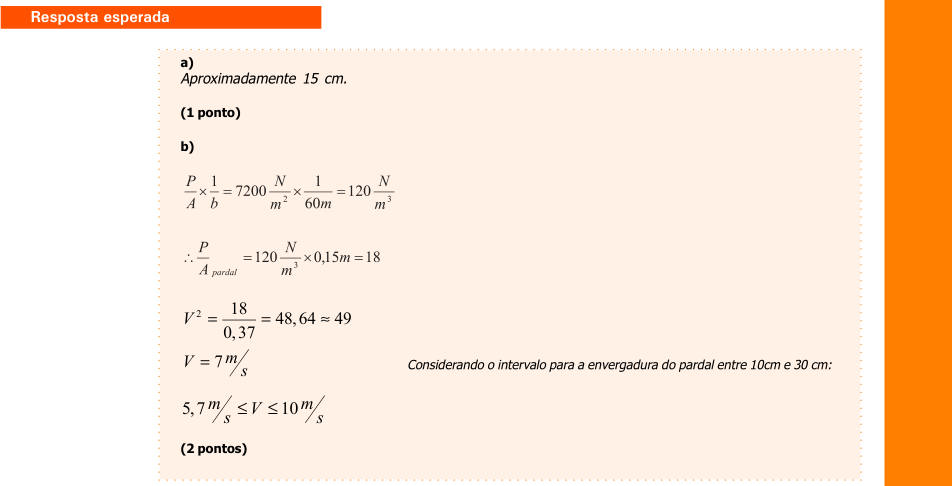 Resposta esperada
a)
Aproximadamente 15 cm.
(1 ponto)
b)
P/A × 1/b = 7200 N/m² × 1/60m = 120 N/m³
∴ P/A pardal = 120 N/m³ × 0,15m = 18
V² = 18/0,37 = 48,64 ≈ 49
V = 7 m/s
Considerando o intervalo para a envergadura do pardal entre 10cm e 30 cm:
5,7 m/s ≤ V ≤ 10 m/s
(2 pontos)